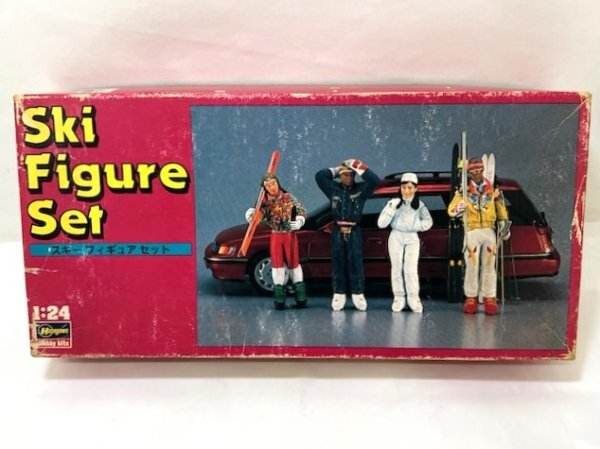 Ski
Figure
Set
スキーフィギュア セット
1:24
Hasegawa
hobby kits